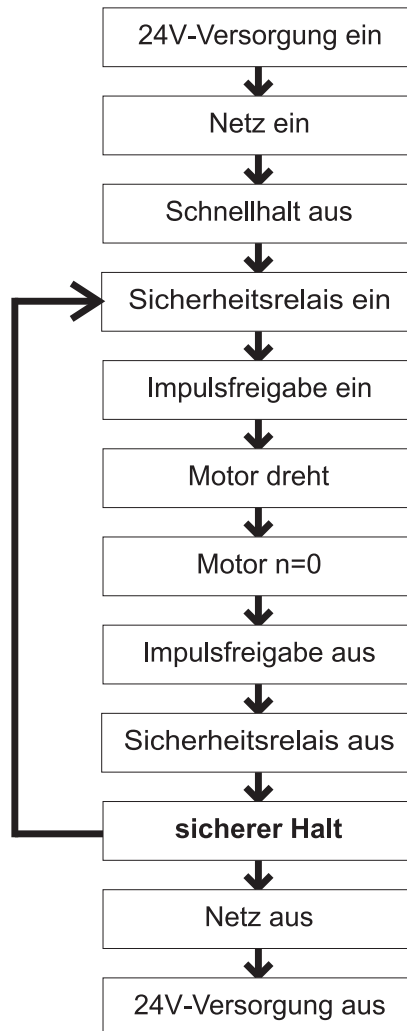 24V-Versorgung ein
Netz ein
Schnellhalt aus
Sicherheitsrelais ein
Impulsfreigabe ein
Motor dreht
Motor n=0
Impulsfreigabe aus
Sicherheitsrelais aus
sicherer Halt
Netz aus
24V-Versorgung aus